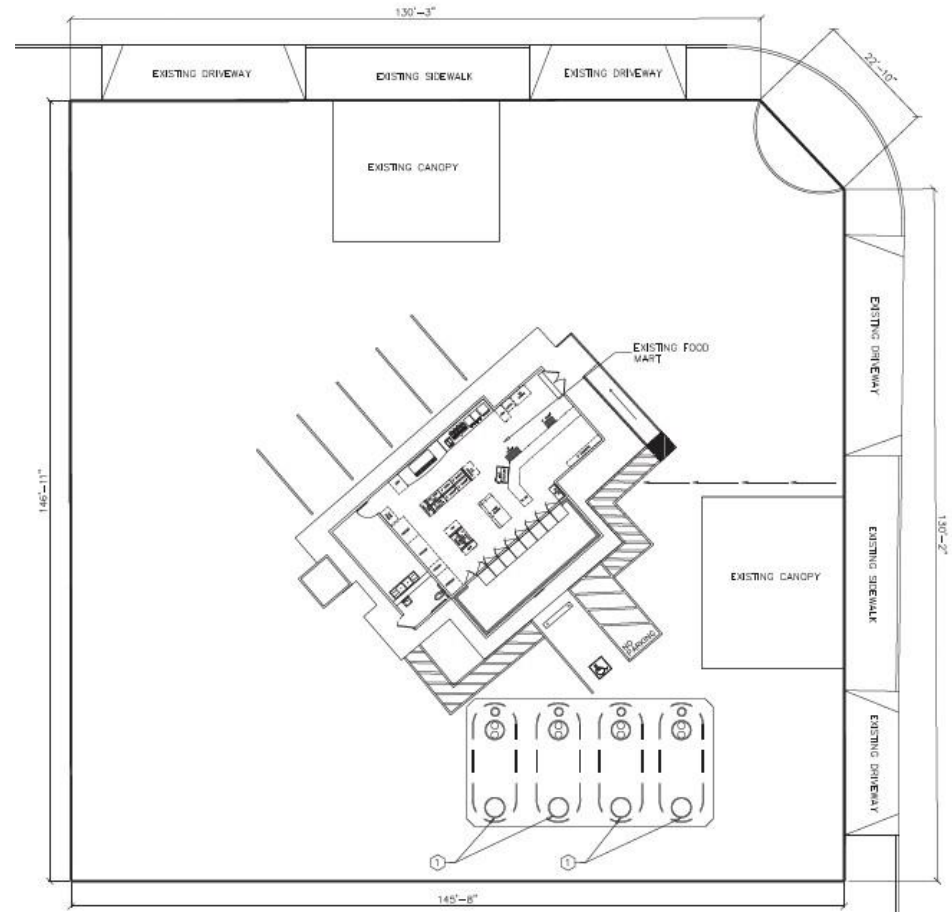 130'-3"
EXISTING DRIVEWAY
EXISTING SIDEWALK
EXISTING DRIVEWAY
22'-10"
EXISTING CANOPY
EXISTING DRIVEWAY
EXISTING FOOD
MART
146'-11"
130'-2"
EXISTING CANOPY
EXISTING SIDEWALK
NO
PARKING
EXISTING DRIVEWAY
1
1
145'-8"